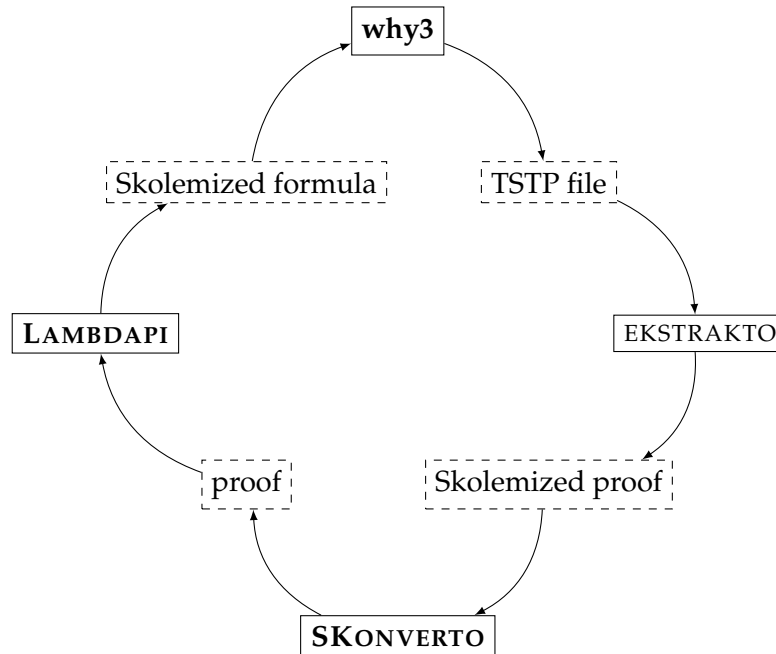 why3
Skolemized formula
TSTP file
LAMBDAPI
EKSTRAKTO
proof
Skolemized proof
SKONVERTO